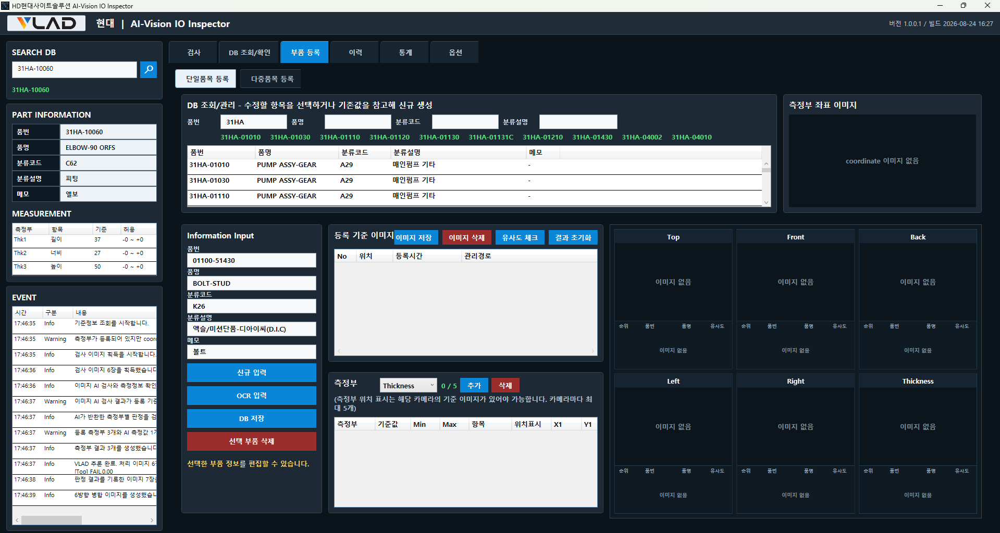 HD현대사이트솔루션 AI-Vision IO Inspector
VLAD 현대 | AI-Vision IO Inspector
버전 1.0.0.1 / 빌드 2026-08-24 16:27
SEARCH DB
31HA-10060
31HA-10060
PART INFORMATION
품번 31HA-10060
품명 ELBOW-90 ORFS
분류코드 C62
분류설명 피팅
메모 엘보
MEASUREMENT
측정부 항목 기준 허용
Thk1 길이 37 -0 ~ +0
Thk2 너비 27 -0 ~ +0
Thk3 높이 50 -0 ~ +0
EVENT
시간 구분 내용
17:46:35 Info 기준정보 조회를 시작합니다.
17:46:35 Warning 측정부가 등록되어 있지만 coor
17:46:35 Info 검사 이미지 획득을 시작합니다.
17:46:36 Info 검사 이미지 6장을 획득했습니다
17:46:36 Info 이미지 AI 검사와 측정정보 확인
17:46:37 Warning 이미지 AI 검사 결과가 등록 기준
17:46:37 Info AI가 반환한 측정부별 판정을 검
17:46:37 Warning 등록 측정부 3개와 AI 측정값 1개
17:46:37 Info 측정부 결과 3개를 생성했습니다
17:46:37 Info VLAD 추론 완료. 처리 이미지 6장
[Top] FAIL,0.00
17:46:38 Info 판정 결과를 기록한 이미지 7장을
17:46:39 Info 6방향 병합 이미지를 생성했습니
검사 DB 조회/확인 부품 등록 이력 통계 옵션
단일품목 등록 다중품목 등록
DB 조회/관리 - 수정할 항목을 선택하거나 기존값을 참고해 신규 생성
품번 31HA 품명 분류코드 분류설명
31HA-01010 31HA-01030 31HA-01110 31HA-01120 31HA-01130 31HA-01131C 31HA-01210 31HA-01430 31HA-04002 31HA-04010
품번 품명 분류코드 분류설명 메모
31HA-01010 PUMP ASSY-GEAR A29 매인펌프 기타 -
31HA-01030 PUMP ASSY-GEAR A29 매인펌프 기타 -
31HA-01110 PUMP ASSY-GEAR A29 매인펌프 기타 -
측정부 좌표 이미지
coordinate 이미지 없음
Information Input
품번
01100-51430
품명
BOLT-STUD
분류코드
K26
분류설명
액슬/미션단품-디아이씨(D.I.C)
메모
볼트
신규 입력
OCR 입력
DB 저장
선택 부품 삭제
선택한 부품 정보를 편집할 수 있습니다.
등록 기준 이미지 이미지 저장 이미지 삭제 유사도 체크 결과 초기화
No 위치 등록시간 관리경로
측정부 Thickness 0 / 5 추가 삭제
(측정부 위치 표시는 해당 카메라의 기준 이미지가 있어야 가능합니다. 카메라마다 최
대 5개)
측정부 기준값 Min Max 항목 위치표시 X1 Y1
Top Front Back
이미지 없음 이미지 없음 이미지 없음
순위 품번 품명 유사도 순위 품번 품명 유사도 순위 품번 품명 유사도
이미지 없음 이미지 없음 이미지 없음
Left Right Thickness
이미지 없음 이미지 없음 이미지 없음
순위 품번 품명 유사도 순위 품번 품명 유사도 순위 품번 품명 유사도
이미지 없음 이미지 없음 이미지 없음